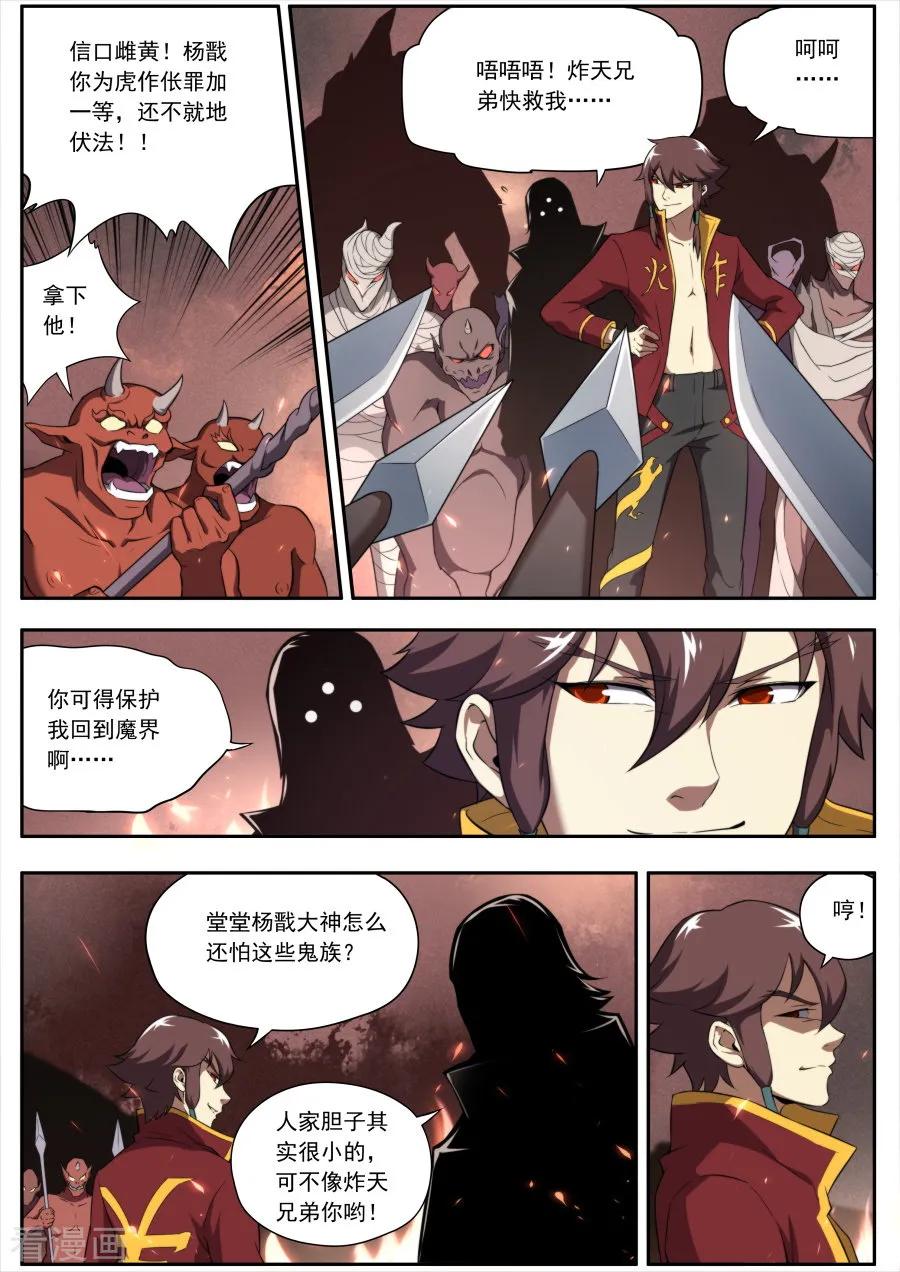 信口雌黄！杨戬
你为虎作伥罪加
一等，还不就地
伏法！！
拿下
他！
唔唔唔！炸天兄
弟快救我……
呵呵
……
火 炸
你可得保护
我回到魔界
啊……
堂堂杨戬大神怎么
还怕这些鬼族？
人家胆子其
实很小的，
可不像炸天
兄弟你哟！
哼！
看漫画